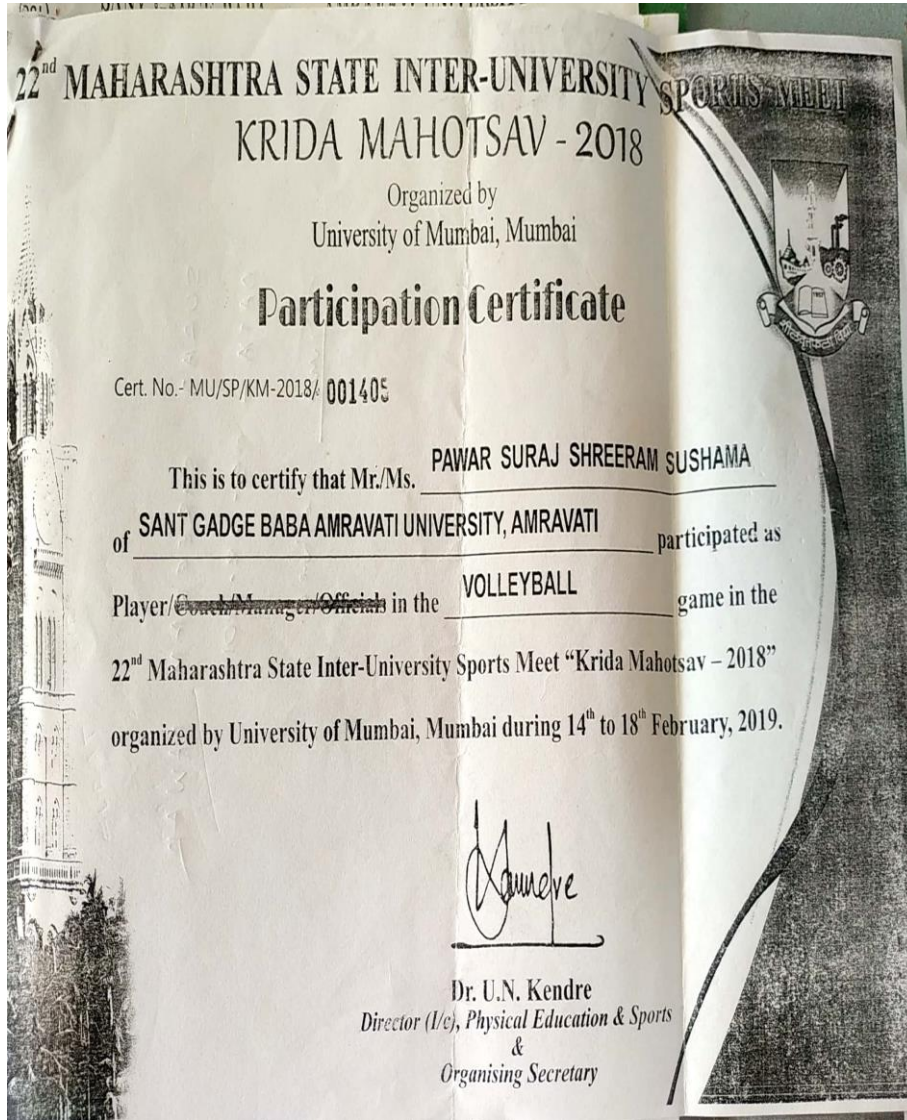 22nd MAHARASHTRA STATE INTER-UNIVERSITY SPORTS MEET
KRIDA MAHOTSAV - 2018
Organized by
University of Mumbai, Mumbai
Participation Certificate
Cert. No.- MU/SP/KM-2018/ 001405
This is to certify that Mr./Ms. PAWAR SURAJ SHREERAM SUSHAMA
of SANT GADGE BABA AMRAVATI UNIVERSITY, AMRAVATI participated as
Player/Coach/Manager/Officials in the VOLLEYBALL game in the
22nd Maharashtra State Inter-University Sports Meet “Krida Mahotsav – 2018”
organized by University of Mumbai, Mumbai during 14th to 18th February, 2019.
Dr. U.N. Kendre
Director (I/c), Physical Education & Sports
&
Organising Secretary